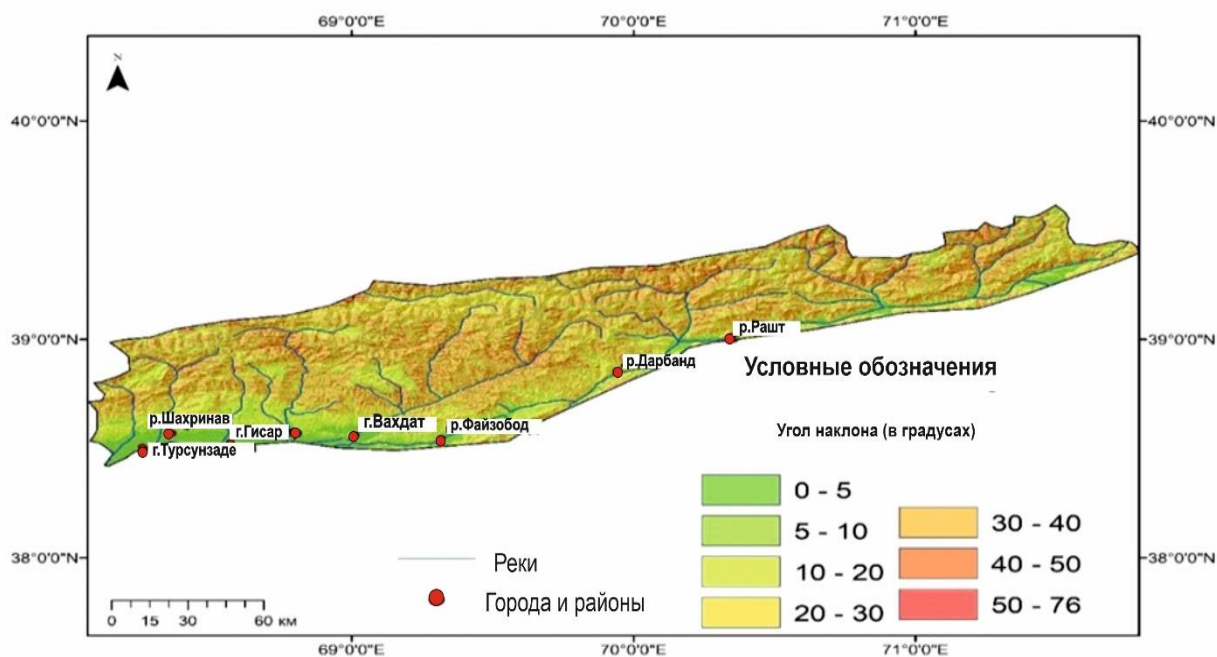 69°0'0"E 70°0'0"E 71°0'0"E
N
40°0'0"N 40°0'0"N
39°0'0"N 39°0'0"N
р.Рашт
р.Дарбанд
Условные обозначения
р.Шахринав
г.Гисар
г.Вахдат
р.Файзобод
г.Турсунзаде
Угол наклона (в градусах)
0 - 5
5 - 10
10 - 20
20 - 30
30 - 40
40 - 50
50 - 76
38°0'0"N 38°0'0"N
Реки
Города и районы
0 15 30 60 км
69°0'0"E 70°0'0"E 71°0'0"E